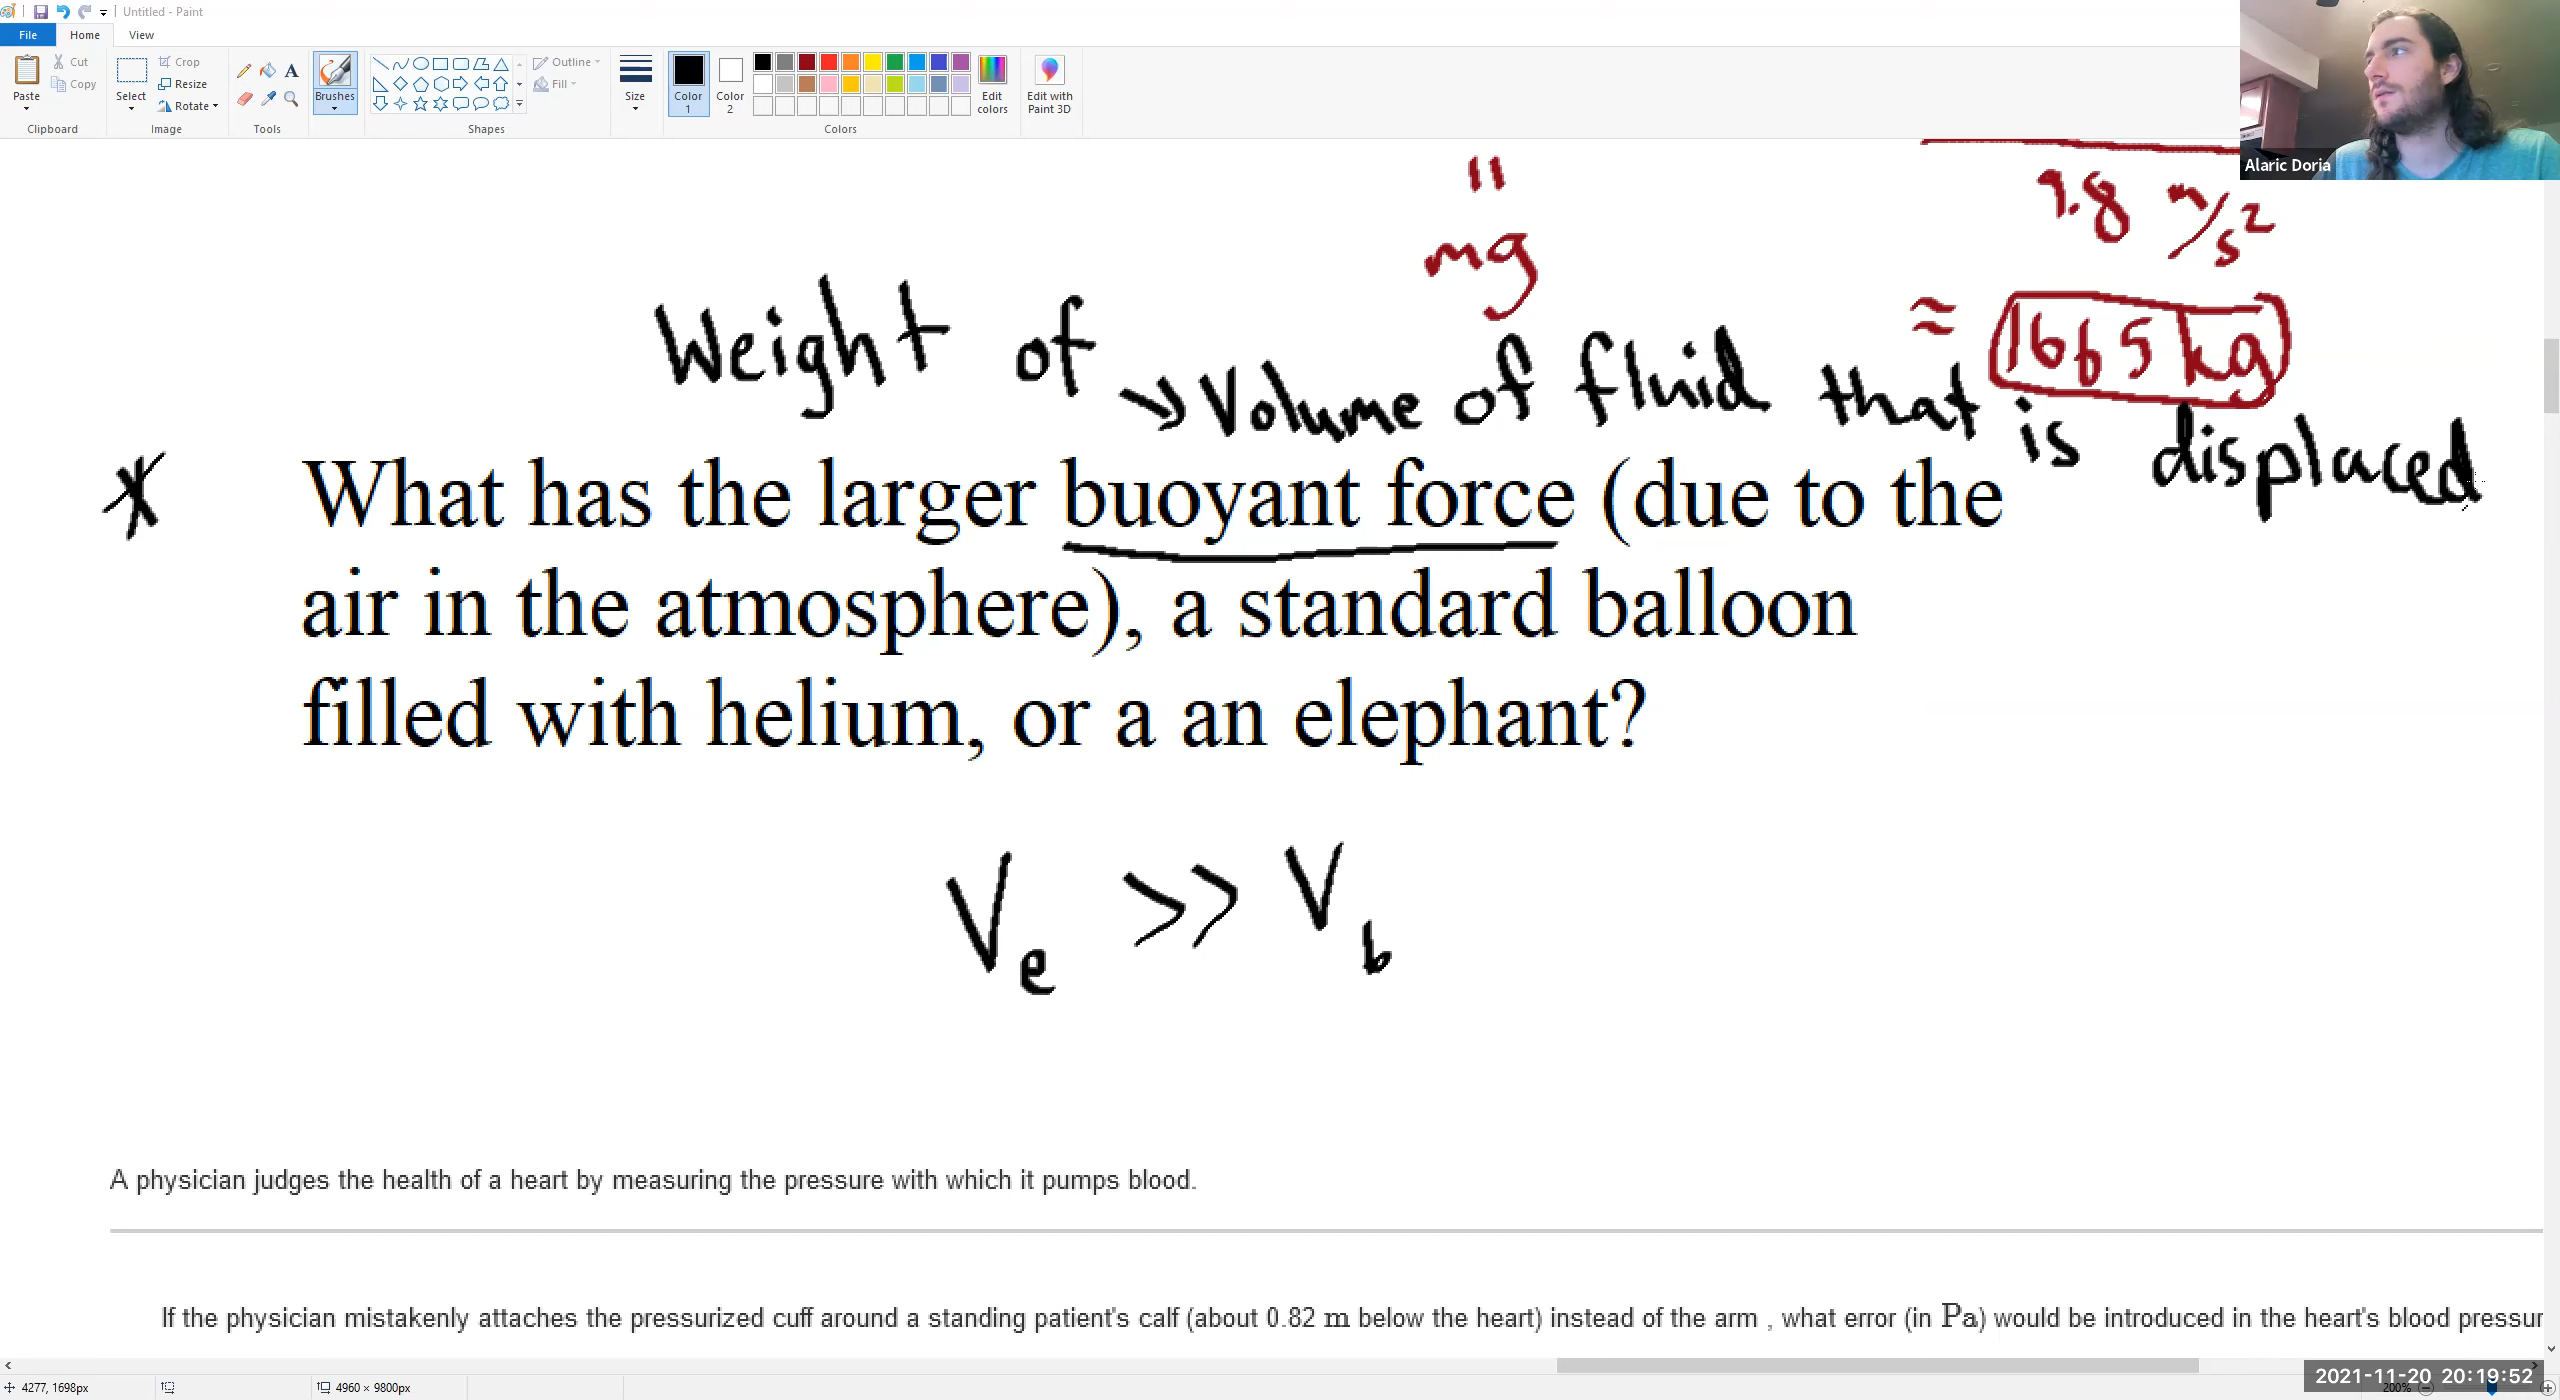 Untitled - Paint
File Home View
Paste
Cut
Copy
Clipboard
Select
Crop
Resize
Rotate
Image
A
Tools
Brushes
Outline
Fill
Shapes
Size
Color 1
Color 2
Edit colors
Colors
Edit with Paint 3D
Alaric Doria
9.8 m/s2
mg
≈ 1665 kg
Weight of → Volume of fluid that is displaced
* What has the larger buoyant force (due to the
air in the atmosphere), a standard balloon
filled with helium, or a an elephant?
Ve >> Vb
A physician judges the health of a heart by measuring the pressure with which it pumps blood.
If the physician mistakenly attaches the pressurized cuff around a standing patient's calf (about 0.82 m below the heart) instead of the arm , what error (in Pa) would be introduced in the heart's blood pressur
4277, 1698px
4960 × 9800px
2021-11-20 20:19:52
200%